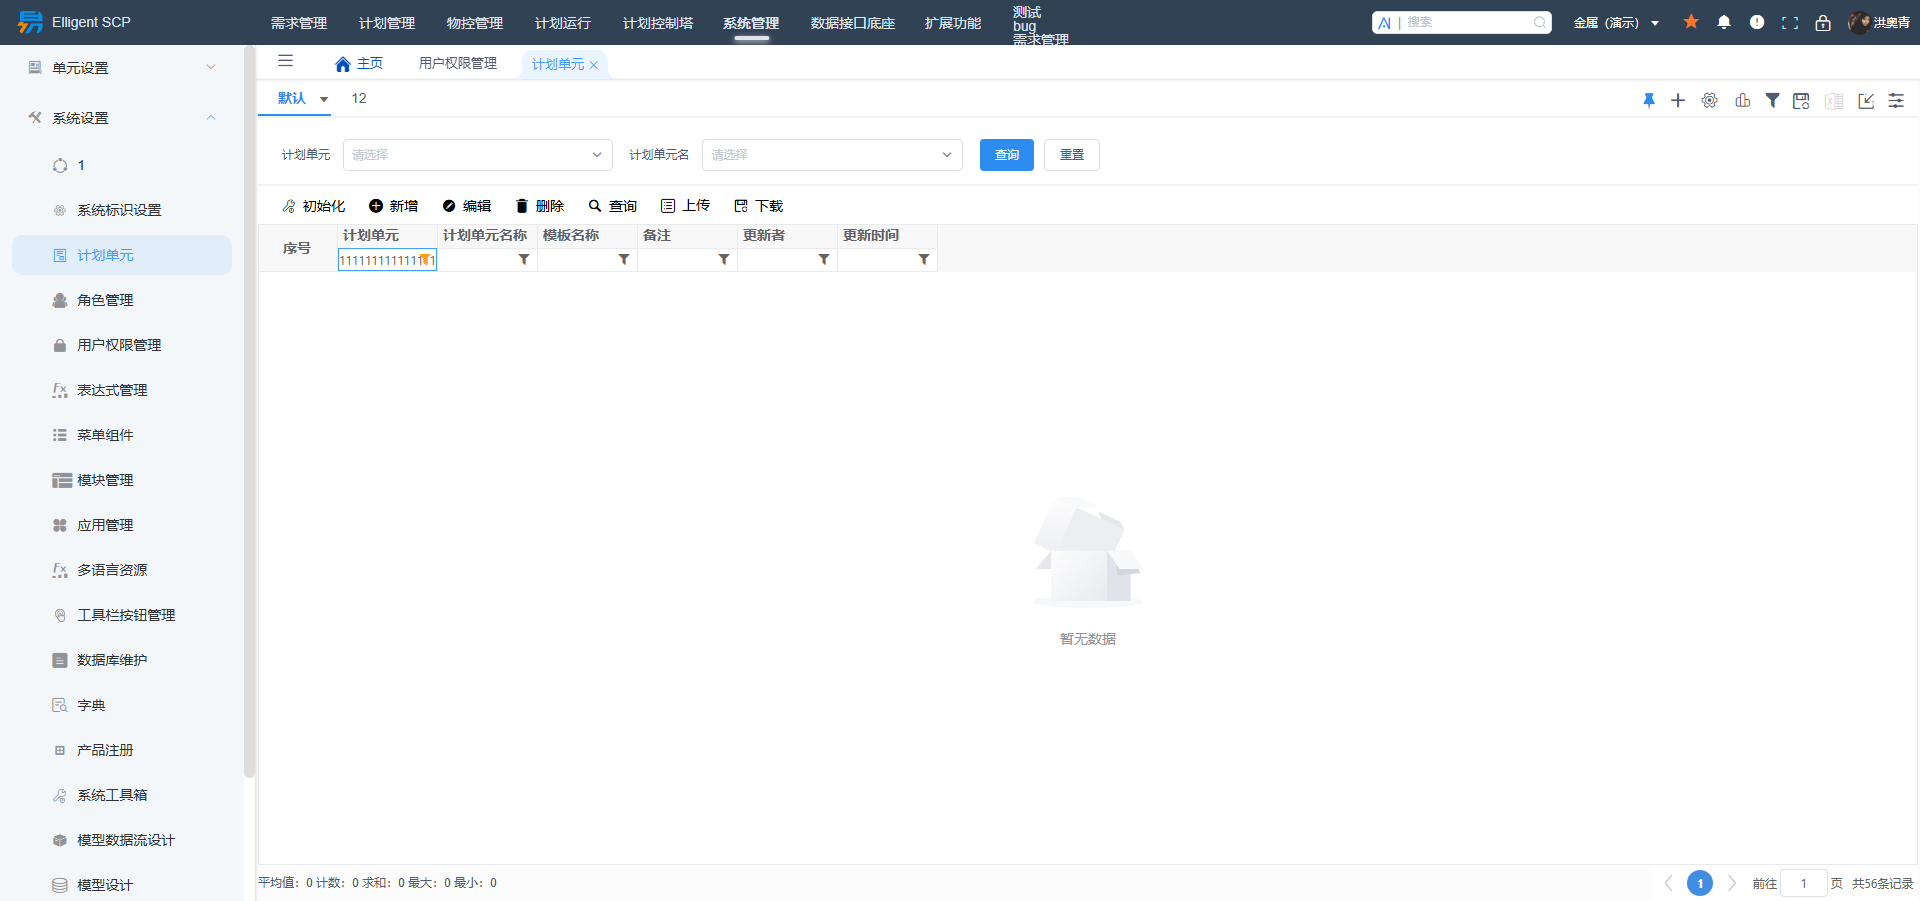 Elligent SCP
需求管理
计划管理
物控管理
计划运行
计划控制塔
系统管理
数据接口底座
扩展功能
测试
bug
需求管理
搜索
金属（演示）
洪奥青
单元设置
系统设置
1
系统标识设置
计划单元
角色管理
用户权限管理
表达式管理
菜单组件
模块管理
应用管理
多语言资源
工具栏按钮管理
数据库维护
字典
产品注册
系统工具箱
模型数据流设计
模型设计
主页
用户权限管理
计划单元
默认
12
计划单元
请选择
计划单元名
请选择
查询
重置
初始化
新增
编辑
删除
查询
上传
下载
序号
计划单元
计划单元名称
模板名称
备注
更新者
更新时间
暂无数据
平均值：0 计数：0 求和：0 最大：0 最小：0
1
前往
1
页
共56条记录